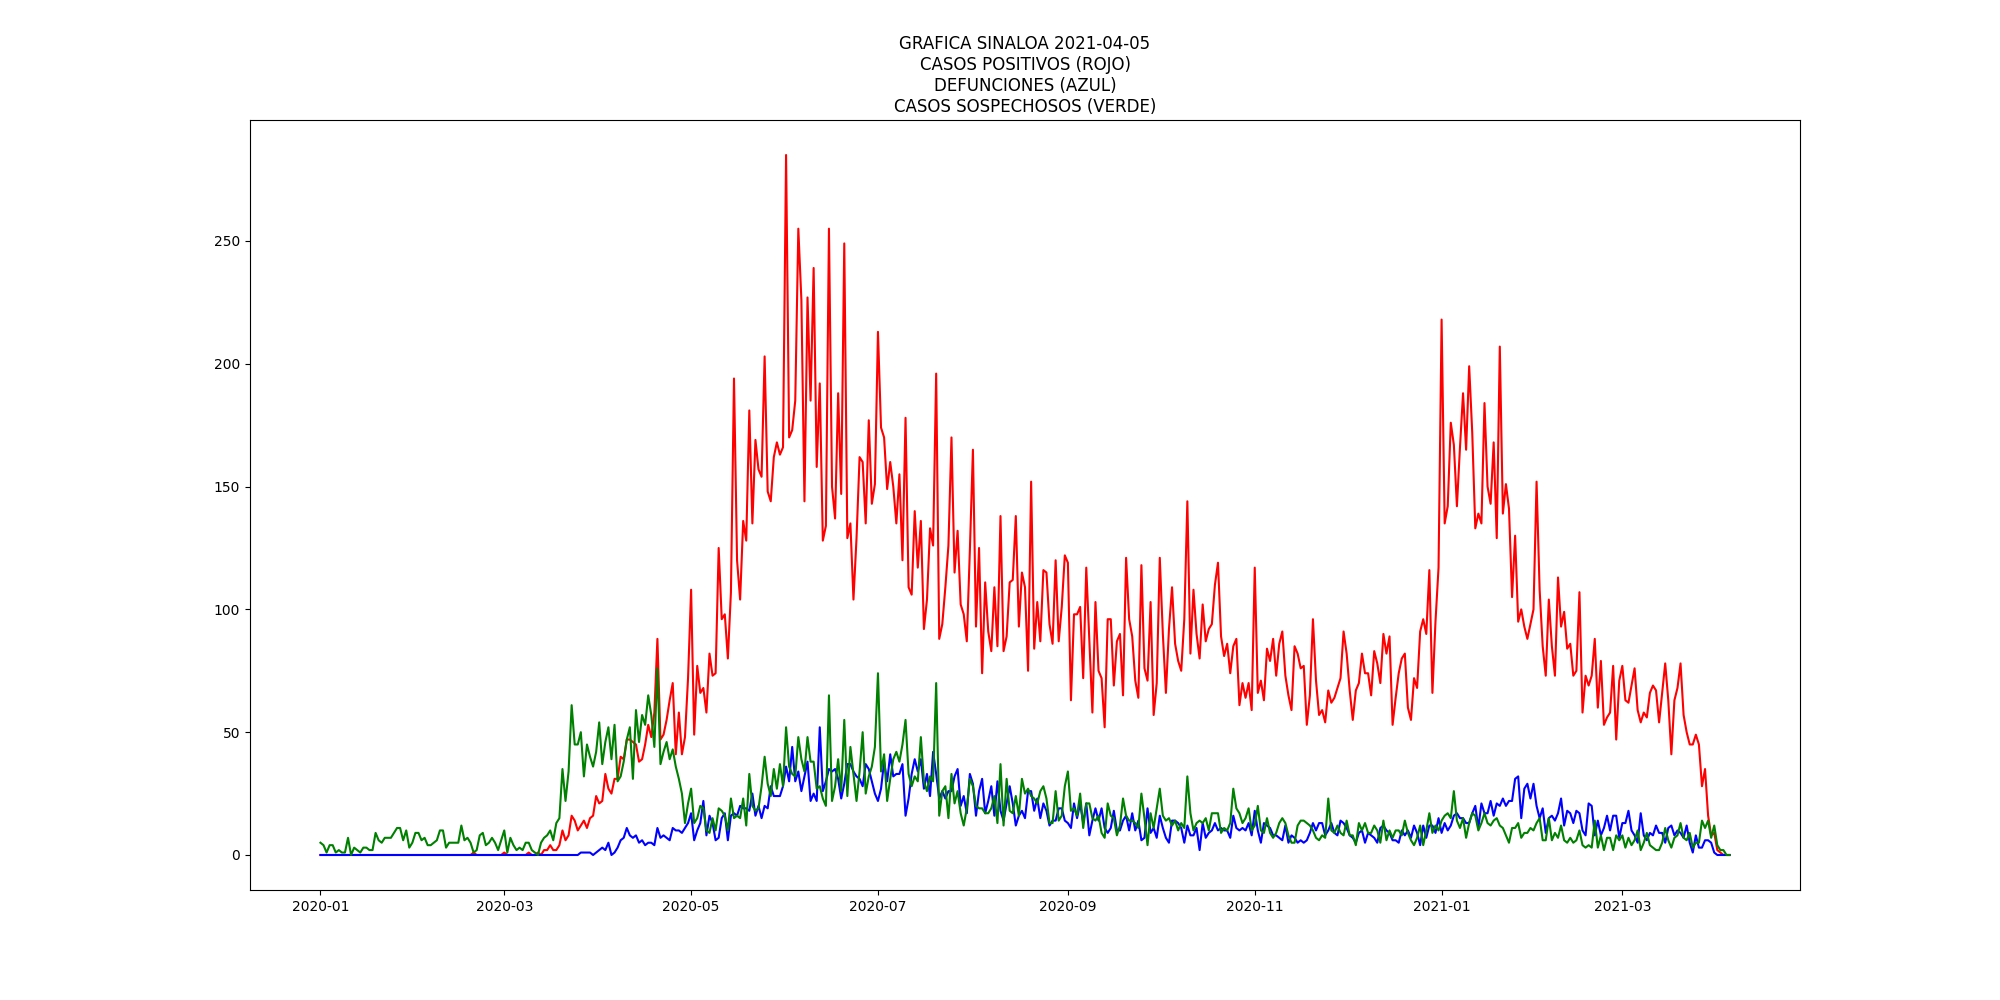 GRAFICA SINALOA 2021-04-05
CASOS POSITIVOS (ROJO)
DEFUNCIONES (AZUL)
CASOS SOSPECHOSOS (VERDE)
250
200
150
100
50
0
2020-01 2020-03 2020-05 2020-07 2020-09 2020-11 2021-01 2021-03